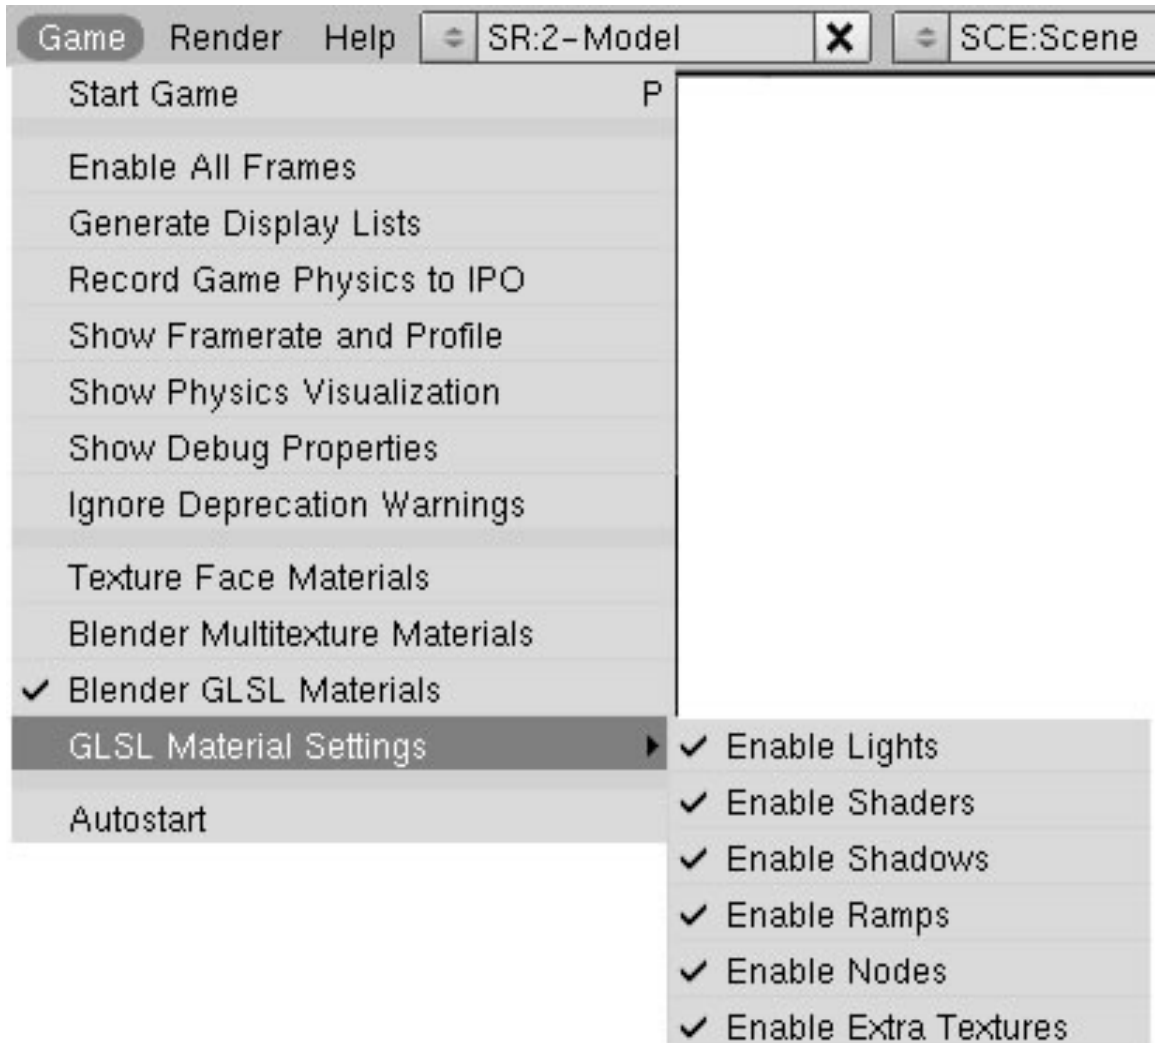 Game Render Help SR:2-Model SCE:Scene
Start Game P
Enable All Frames
Generate Display Lists
Record Game Physics to IPO
Show Framerate and Profile
Show Physics Visualization
Show Debug Properties
Ignore Deprecation Warnings
Texture Face Materials
Blender Multitexture Materials
Blender GLSL Materials
GLSL Material Settings
Autostart
Enable Lights
Enable Shaders
Enable Shadows
Enable Ramps
Enable Nodes
Enable Extra Textures